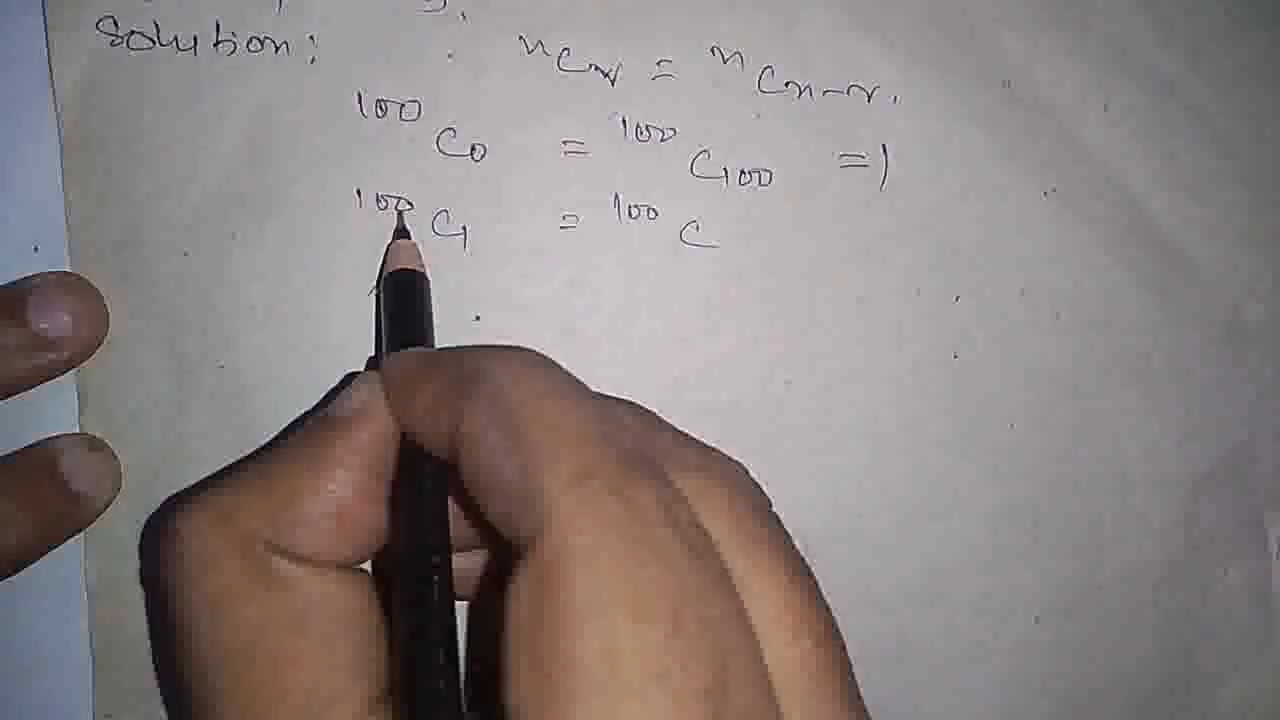 Solution:
ⁿCᵣ = ⁿCₙ₋ᵣ.
¹⁰⁰C₀ = ¹⁰⁰C₁₀₀ = 1
¹⁰⁰C₁ = ¹⁰⁰C